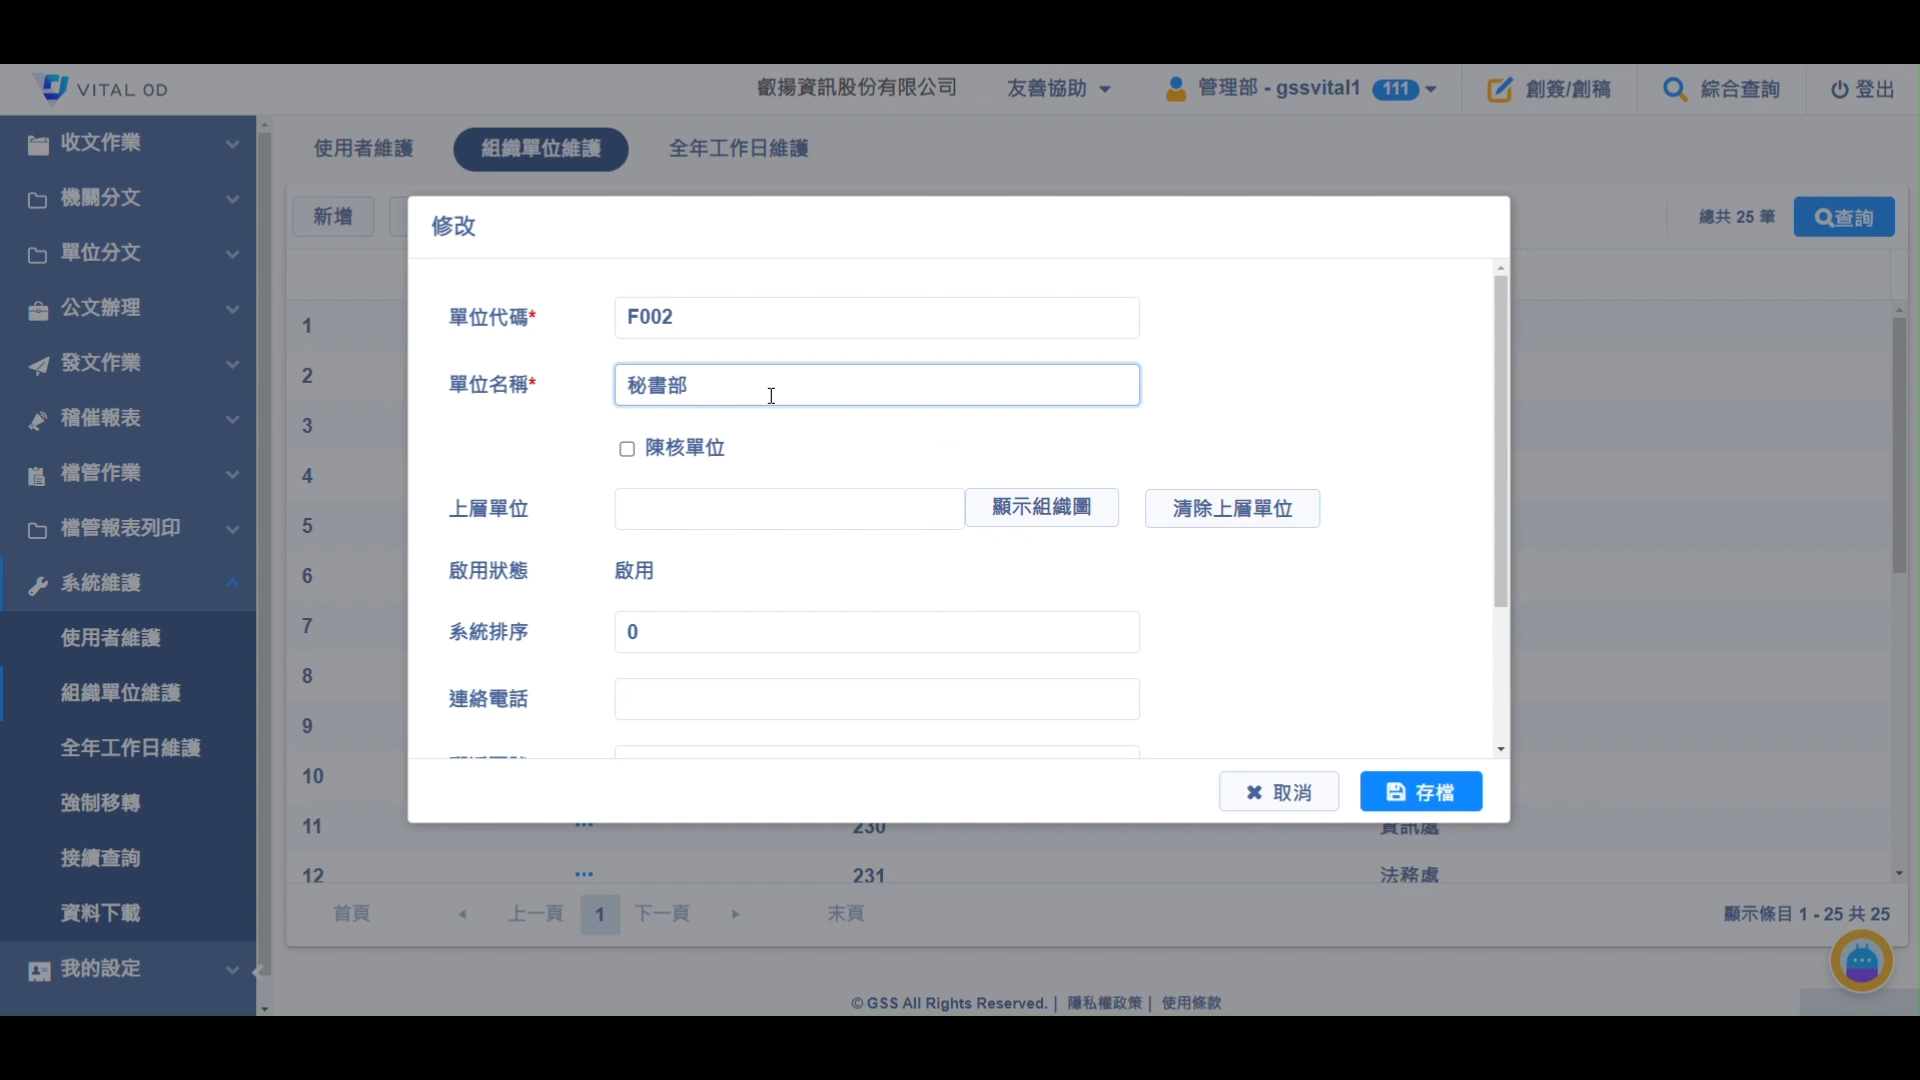 VITAL OD
叡揚資訊股份有限公司
友善協助
管理部 - gssvital1
111
創簽/創稿
綜合查詢
登出
收文作業
機關分文
單位分文
公文辦理
發文作業
稽催報表
檔管作業
檔管報表列印
系統維護
使用者維護
組織單位維護
全年工作日維護
強制移轉
接續查詢
資料下載
我的設定
使用者維護
組織單位維護
全年工作日維護
新增
總共 25 筆
查詢
修改
單位代碼*
F002
單位名稱*
秘書部
陳核單位
上層單位
顯示組織圖
清除上層單位
啟用狀態
啟用
系統排序
0
連絡電話
取消
存檔
1
2
3
4
5
6
7
8
9
10
11 ... 230 資訊處
12 ... 231 法務處
首頁
上一頁
1
下一頁
末頁
顯示條目 1 - 25 共 25
© GSS All Rights Reserved. | 隱私權政策 | 使用條款